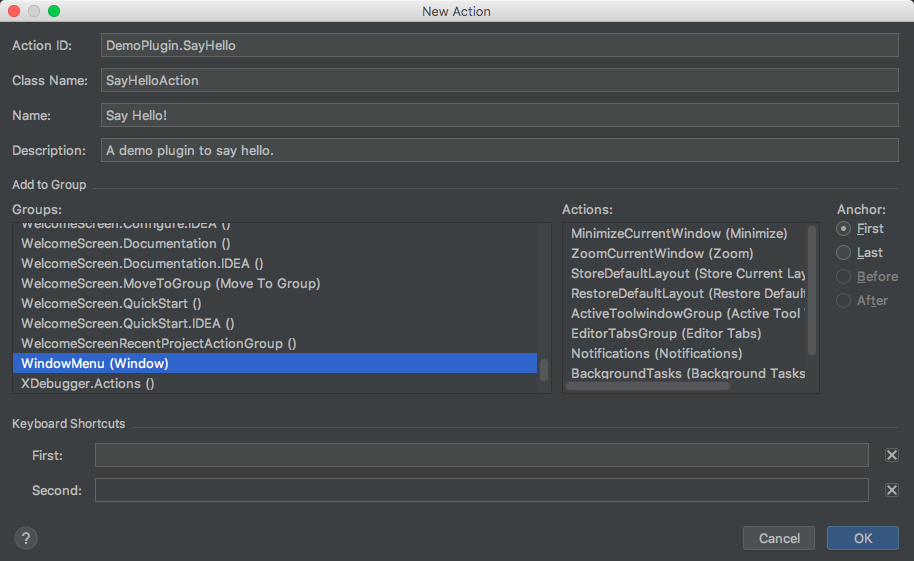 New Action
Action ID: DemoPlugin.SayHello
Class Name: SayHelloAction
Name: Say Hello!
Description: A demo plugin to say hello.
Add to Group
Groups:
WelcomeScreen.Configure.IDEA ()
WelcomeScreen.Documentation ()
WelcomeScreen.Documentation.IDEA ()
WelcomeScreen.MoveToGroup (Move To Group)
WelcomeScreen.QuickStart ()
WelcomeScreen.QuickStart.IDEA ()
WelcomeScreenRecentProjectActionGroup ()
WindowMenu (Window)
XDebugger.Actions ()
Actions:
MinimizeCurrentWindow (Minimize)
ZoomCurrentWindow (Zoom)
StoreDefaultLayout (Store Current Lay
RestoreDefaultLayout (Restore Default
ActiveToolwindowGroup (Active Tool
EditorTabsGroup (Editor Tabs)
Notifications (Notifications)
BackgroundTasks (Background Tasks
Anchor:
First
Last
Before
After
Keyboard Shortcuts
First:
Second:
?
Cancel
OK